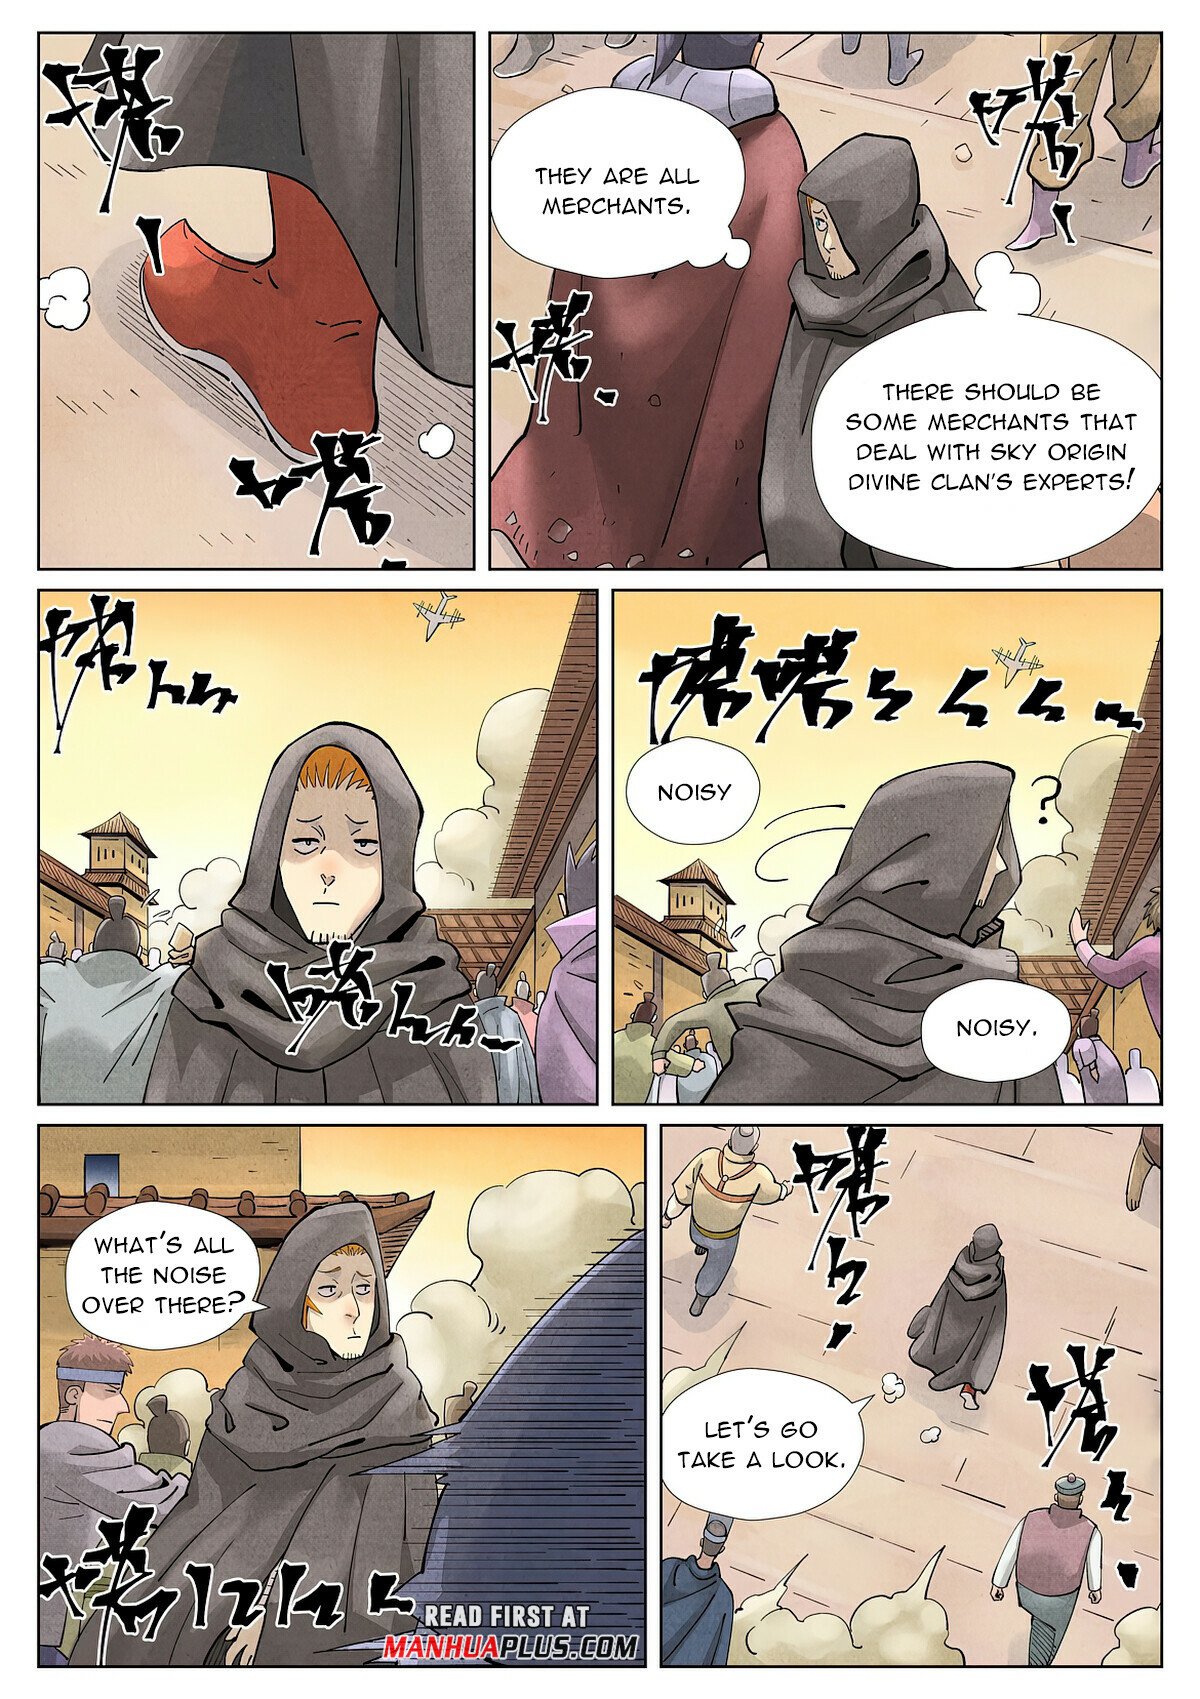 THEY ARE ALL
MERCHANTS.
THERE SHOULD BE
SOME MERCHANTS THAT
DEAL WITH SKY ORIGIN
DIVINE CLAN'S EXPERTS!
NOISY
?
NOISY.
WHAT'S ALL
THE NOISE
OVER THERE?
LET'S GO
TAKE A LOOK.
READ FIRST AT
MANHUAPLUS.COM